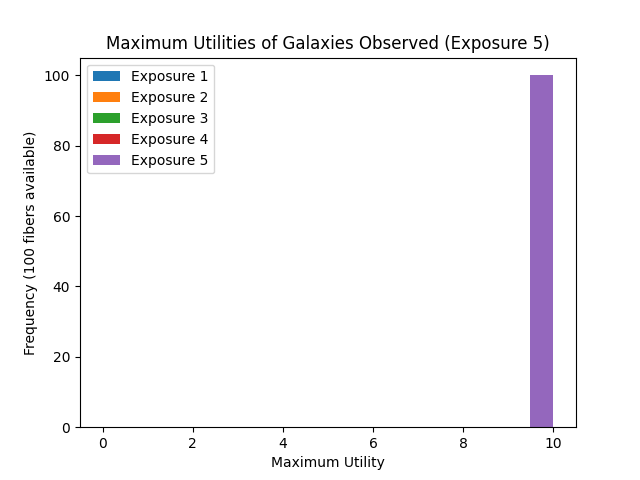 Maximum Utilities of Galaxies Observed (Exposure 5)
Exposure 1
Exposure 2
Exposure 3
Exposure 4
Exposure 5
Frequency (100 fibers available)
100
80
60
40
20
0
0 2 4 6 8 10
Maximum Utility